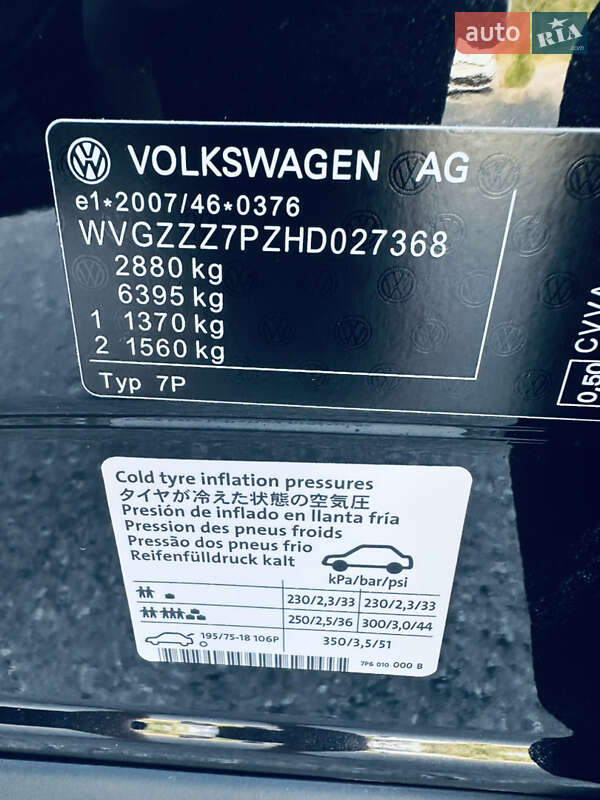 auto RIA
.com
VOLKSWAGEN AG
e1*2007/46*0376
WVGZZZ7PZHD027368
2880 kg
6395 kg
1 1370 kg
2 1560 kg
Typ 7P
0,50 CVVA
Cold tyre inflation pressures
タイヤが冷えた状態の空気圧
Presión de inflado en llanta fría
Pression des pneus froids
Pressão dos pneus frio
Reifenfülldruck kalt
kPa/bar/psi
230/2,3/33 230/2,3/33
250/2,5/36 300/3,0/44
195/75-18 106P 350/3,5/51
7P6 010 000 B